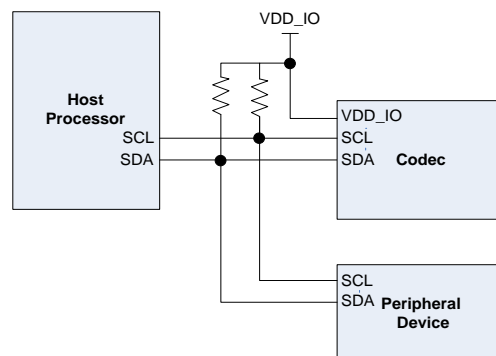 VDD_IO
Host
Processor
SCL
SDA
VDD_IO
SCL
SDA
Codec
SCL
SDA
Peripheral
Device